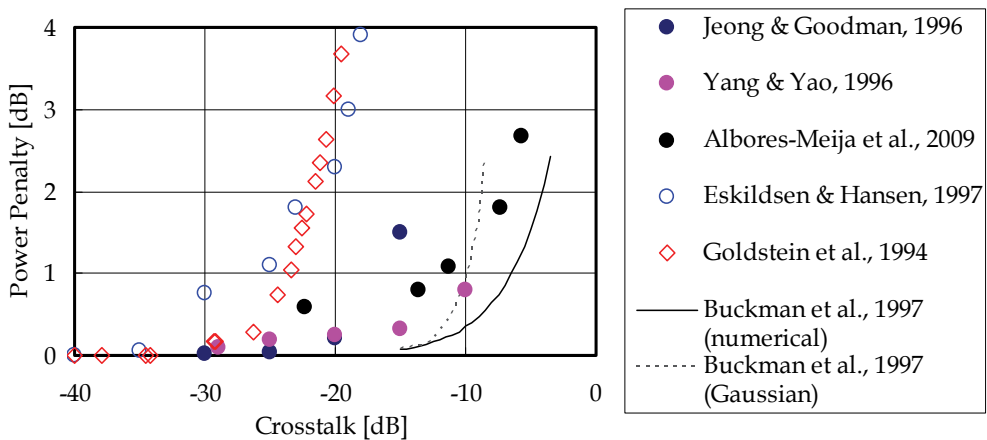 4
3
2
1
0
Power Penalty [dB]
-40
-30
-20
-10
0
Crosstalk [dB]
Jeong & Goodman, 1996
Yang & Yao, 1996
Albores-Meija et al., 2009
Eskildsen & Hansen, 1997
Goldstein et al., 1994
Buckman et al., 1997
(numerical)
Buckman et al., 1997
(Gaussian)